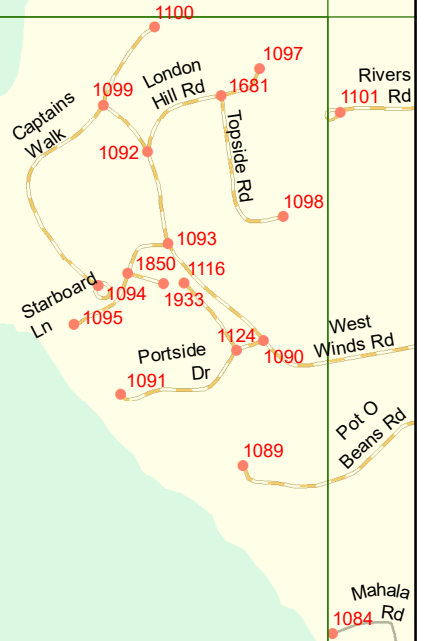 1100
1097
London
Hill Rd
1681
Rivers
Rd
1099
1101
Captains
Walk
1092
Topside Rd
1098
1093
1850
1116
Starboard
Ln
1094
1933
1095
West
Winds Rd
1124
1090
Portside
Dr
1091
Pot O
Beans Rd
1089
Mahala
Rd
1084